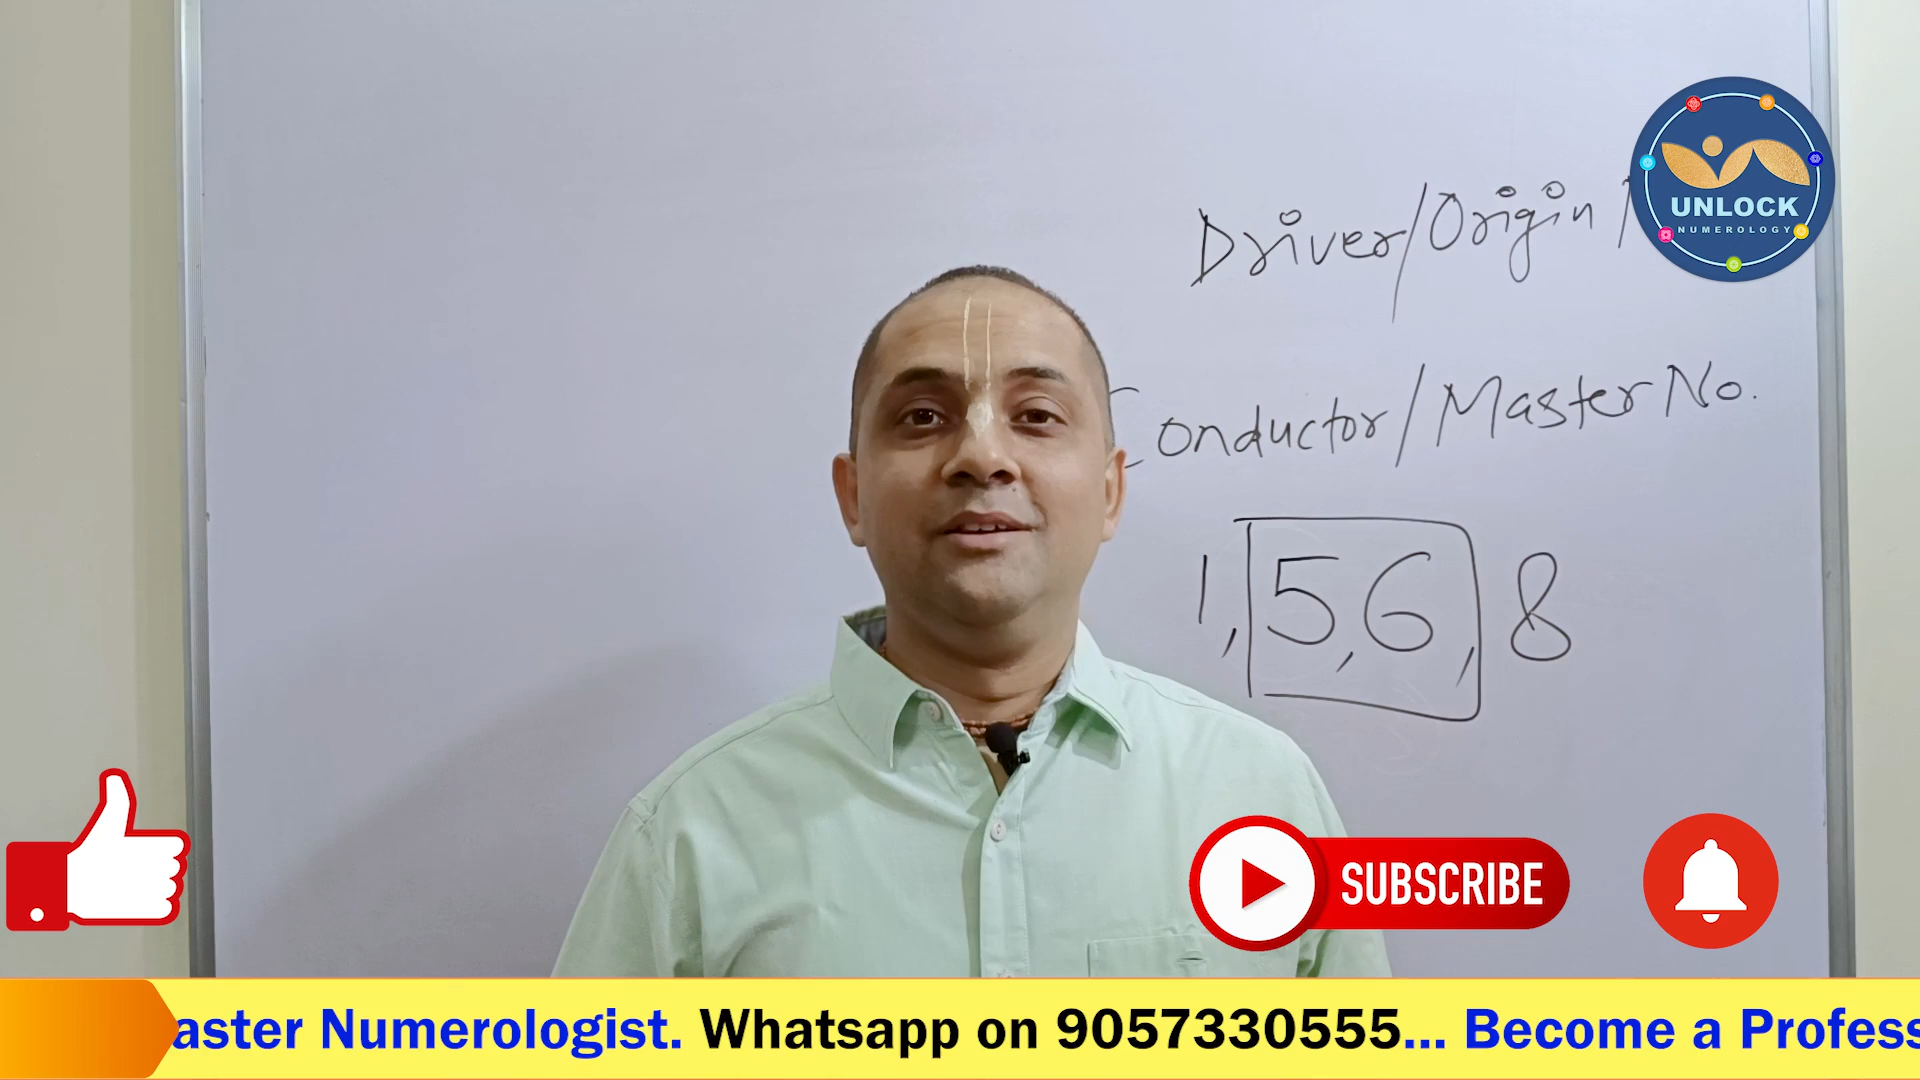 Driver/Origin
UNLOCK
NUMEROLOGY
Conductor/Master No.
1, 5, 6, 8
SUBSCRIBE
aster Numerologist. Whatsapp on 9057330555... Become a Profess